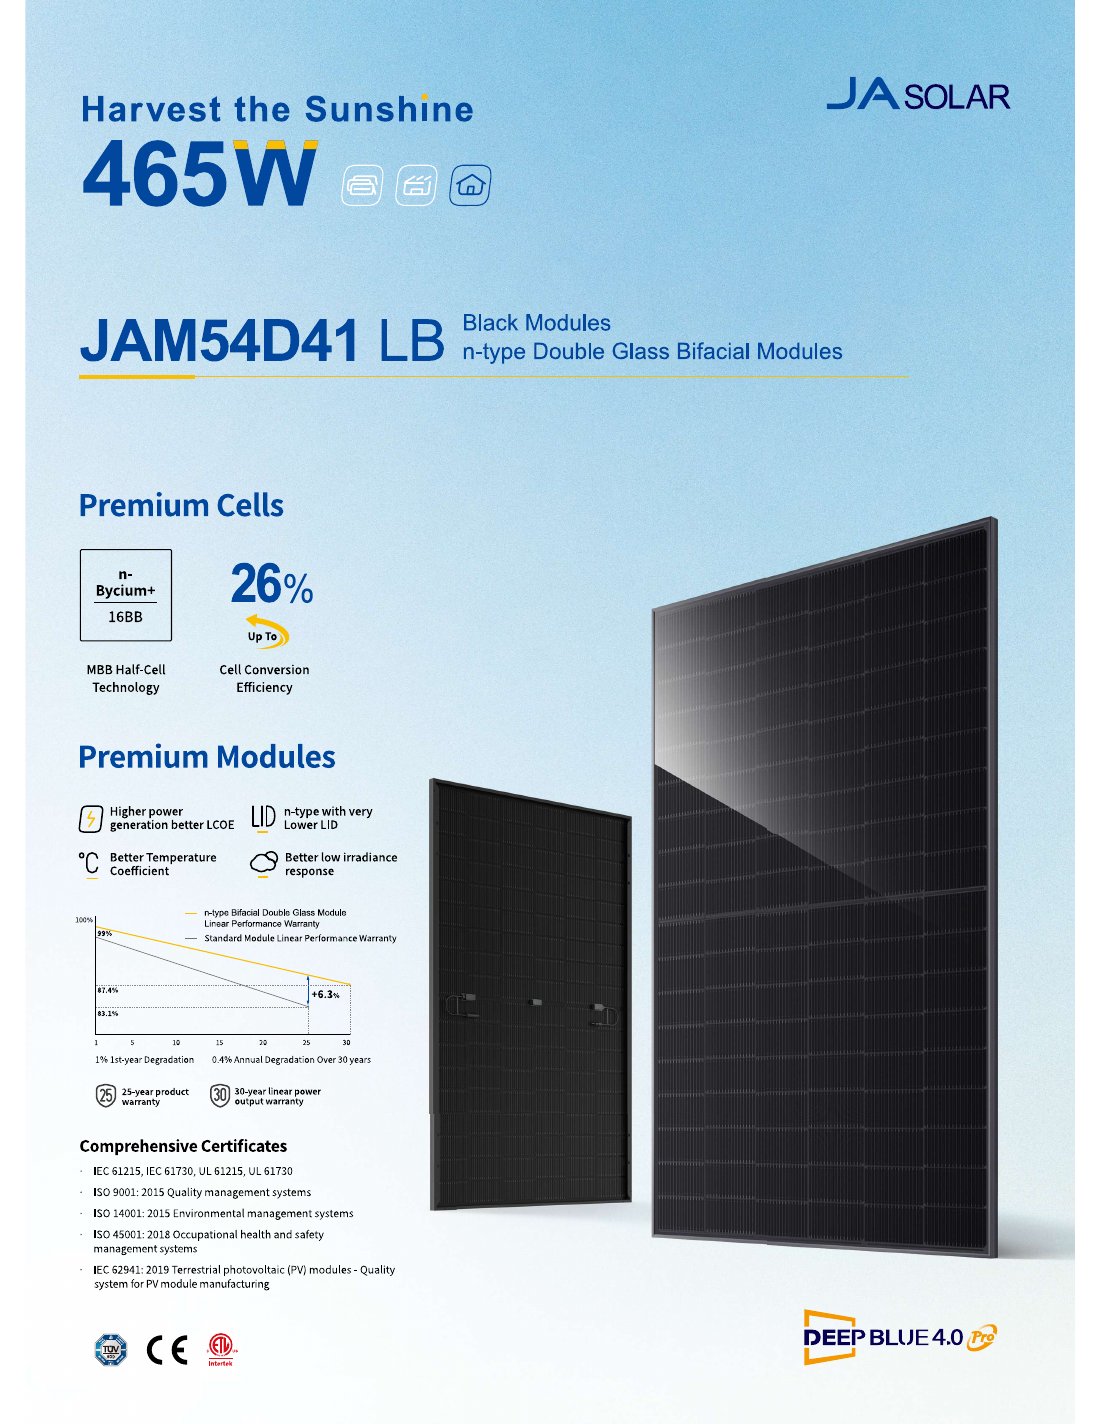 Harvest the Sunshine
465W
JA SOLAR
JAM54D41 LB
Black Modules
n-type Double Glass Bifacial Modules
Premium Cells
n-
Bycium+
16BB
MBB Half-Cell
Technology
26%
Up To
Cell Conversion
Efficiency
Premium Modules
Higher power
generation better LCOE
LID
n-type with very
Lower LID
°C
Better Temperature
Coefficient
Better low irradiance
response
n-type Bifacial Double Glass Module
Linear Performance Warranty
Standard Module Linear Performance Warranty
100%
99%
87.4%
83.1%
+6.3%
1 5 10 15 20 25 30
1% 1st-year Degradation 0.4% Annual Degradation Over 30 years
25
25-year product
warranty
30
30-year linear power
output warranty
Comprehensive Certificates
· IEC 61215, IEC 61730, UL 61215, UL 61730
· ISO 9001: 2015 Quality management systems
· ISO 14001: 2015 Environmental management systems
· ISO 45001: 2018 Occupational health and safety
management systems
· IEC 62941: 2019 Terrestrial photovoltaic (PV) modules - Quality
system for PV module manufacturing
TÜV
CE
ETL
Intertek
DEEP BLUE 4.0 Pro